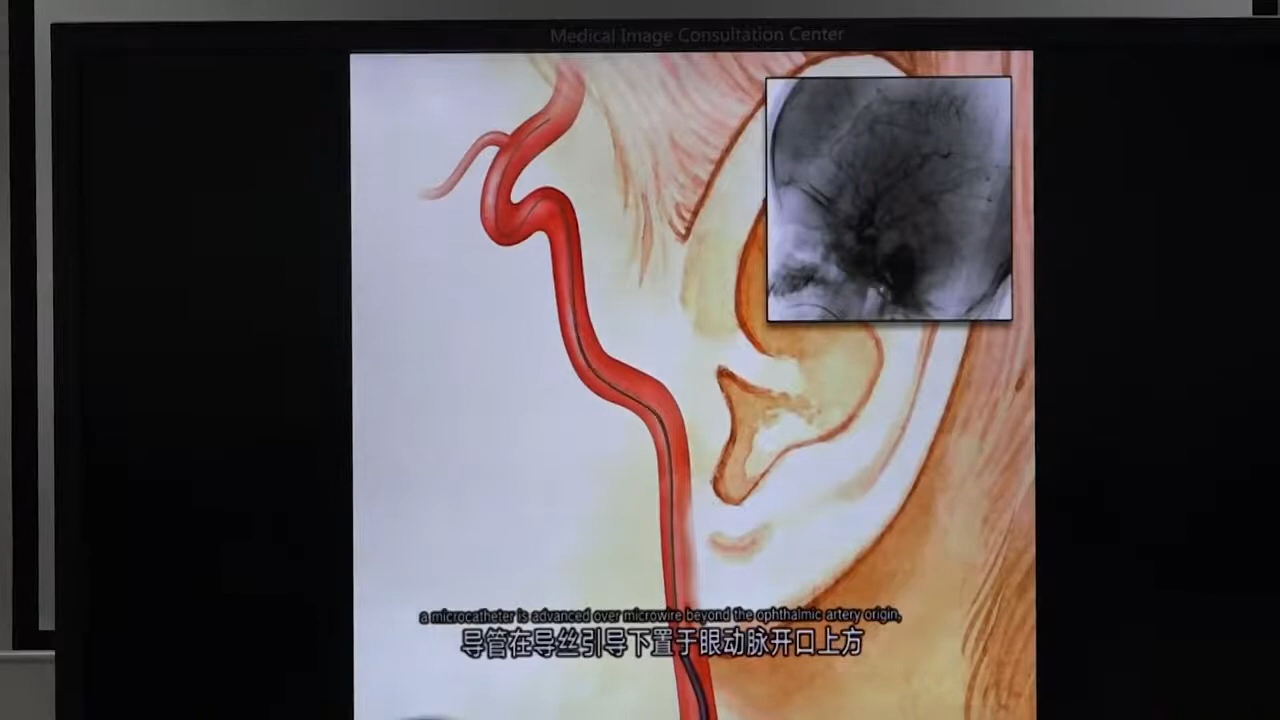 Medical Image Consultation Center
a microcatheter is advanced over microwire beyond the ophthalmic artery origin,
导管在导丝引导下置于眼动脉开口上方